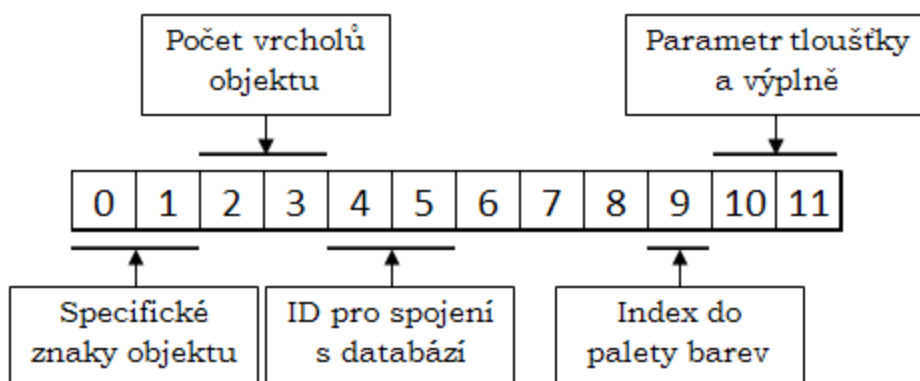 Počet vrcholů
objektu
Parametr tloušťky
a výplně
0 1 2 3 4 5 6 7 8 9 10 11
Specifické
znaky objektu
ID pro spojení
s databází
Index do
palety barev